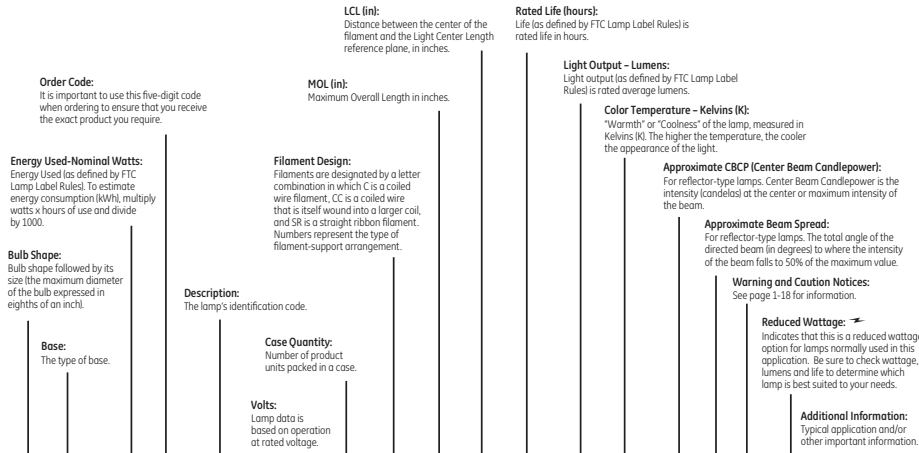 LCL (in):
Distance between the center of the
filament and the Light Center Length
reference plane, in inches.
Rated Life (hours):
Life (as defined by FTC Lamp Label Rules) is
rated life in hours.
Order Code:
It is important to use this five-digit code
when ordering to ensure that you receive
the exact product you require.
MOL (in):
Maximum Overall Length in inches.
Light Output – Lumens:
Light output (as defined by FTC Lamp Label
Rules) is rated average lumens.
Color Temperature – Kelvins (K):
"Warmth" or "Coolness" of the lamp, measured in
Kelvins (K). The higher the temperature, the cooler
the appearance of the light.
Energy Used-Nominal Watts:
Energy Used (as defined by FTC
Lamp Label Rules). To estimate
energy consumption (kWh), multiply
watts x hours of use and divide
by 1000.
Filament Design:
Filaments are designated by a letter
combination in which C is a coiled
wire filament, CC is a coiled wire
that is itself wound into a larger coil,
and SR is a straight ribbon filament.
Numbers represent the type of
filament-support arrangement.
Approximate CBCP (Center Beam Candlepower):
For reflector-type lamps. Center Beam Candlepower is the
intensity (candelas) at the center or maximum intensity of
the beam.
Approximate Beam Spread:
For reflector-type lamps. The total angle of the
directed beam (in degrees) to where the intensity
of the beam falls to 50% of the maximum value.
Bulb Shape:
Bulb shape followed by its
size (the maximum diameter
of the bulb expressed in
eighths of an inch).
Description:
The lamp's identification code.
Warning and Caution Notices:
See page 1-18 for information.
Base:
The type of base.
Case Quantity:
Number of product
units packed in a case.
Reduced Wattage:
Indicates that this is a reduced wattage
option for lamps normally used in this
application. Be sure to check wattage,
lumens and life to determine which
lamp is best suited to your needs.
Volts:
Lamp data is
based on operation
at rated voltage.
Additional Information:
Typical application and/or
other important information.